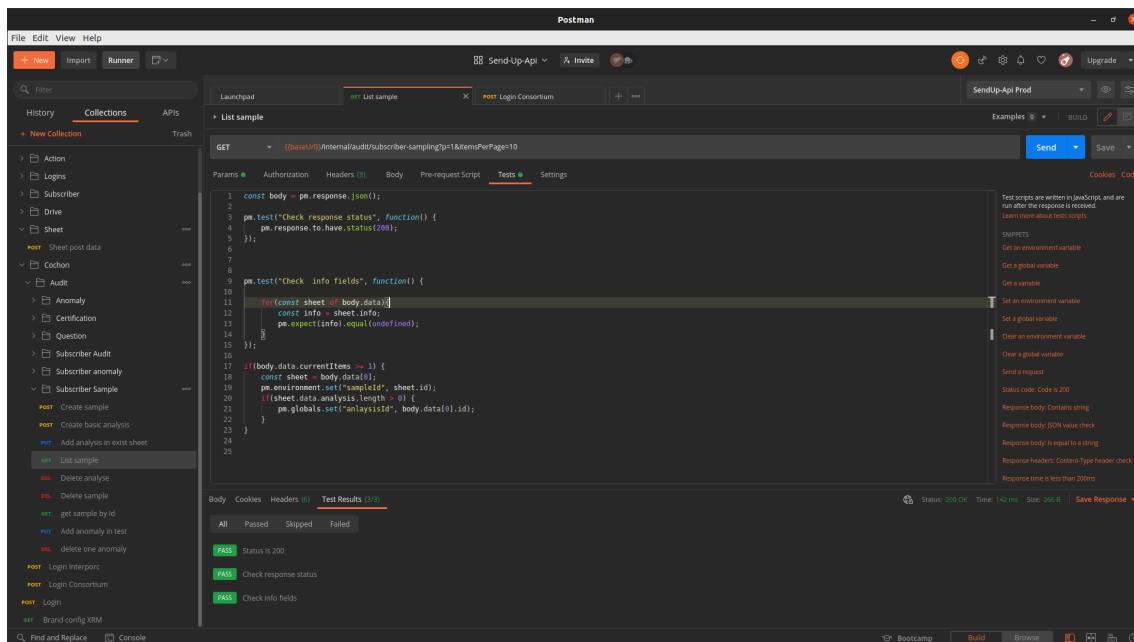 Postman
File Edit View Help
+ New Import Runner
Send-Up-Api
Invite
Upgrade
Filter
History Collections APIs
+ New Collection Trash
Action
Logins
Subscriber
Drive
Sheet
POST Sheet post data
Cochon
Audit
Anomaly
Certification
Question
Subscriber Audit
Subscriber anomaly
Subscriber Sample
POST Create sample
POST Create basic analysis
PUT Add analysis in exist sheet
GET List sample
DEL Delete analyse
DEL Delete sample
GET get sample by Id
PUT Add anomaly in test
DEL delete one anomaly
POST Login Interporc
POST Login Consortium
POST Login
GET Brand config XRM
Launchpad
GET List sample
POST Login Consortium
SendUp-Api Prod
List sample
Examples 0
BUILD
GET
{{baseUrl}}/internal/audit/subscriber-sampling?p=1&itemsPerPage=10
Send
Save
Params Authorization Headers (8) Body Pre-request Script Tests Settings
Cookies Cod
1 const body = pm.response.json();
2
3 pm.test("Check response status", function() {
4 pm.response.to.have.status(200);
5 });
6
7
8
9 pm.test("Check  info fields", function() {
10
11 for(const sheet of body.data){
12 const info = sheet.info;
13 pm.expect(info).equal(undefined);
14 }
15 });
16
17 if(body.data.currentItems >= 1) {
18 const sheet = body.data[0];
19 pm.environment.set("sampleId", sheet.id);
20 if(sheet.data.analysis.length > 0) {
21 pm.globals.set("anlaysisId", body.data[0].id);
22 }
23 }
24
25
Test scripts are written in JavaScript, and are
run after the response is received.
Learn more about tests scripts
SNIPPETS
Get an environment variable
Get a global variable
Get a variable
Set an environment variable
Set a global variable
Clear an environment variable
Clear a global variable
Send a request
Status code: Code is 200
Response body: Contains string
Response body: JSON value check
Response body: Is equal to a string
Response headers: Content-Type header check
Response time is less than 200ms
Body Cookies Headers (6) Test Results (3/3)
Status: 200 OK Time: 142 ms Size: 266 B Save Response
All Passed Skipped Failed
PASS Status is 200
PASS Check response status
PASS Check info fields
Find and Replace Console
Bootcamp Build Browse